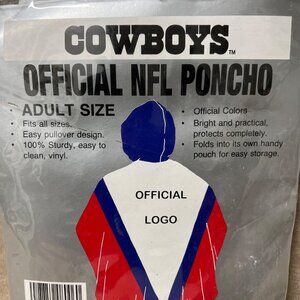 COWBOYS™
OFFICIAL NFL PONCHO
ADULT SIZE
• Fits all sizes.
• Easy pullover design.
• 100% Sturdy, easy to
clean, vinyl.
• Official Colors
• Bright and practical,
protects completely.
• Folds into its own handy
pouch for easy storage.
OFFICIAL
LOGO